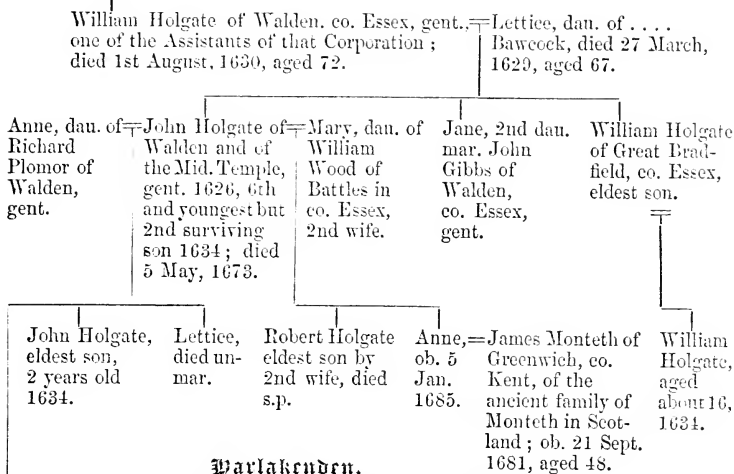 William Holgate of Walden. co. Essex, gent.,=Lettice, dau. of ....
one of the Assistants of that Corporation; Bawcock, died 27 March,
died 1st August, 1630, aged 72. 1629, aged 67.
Anne, dau. of=John Holgate of=Mary, dau. of
Richard Walden and of William
Plomor of the Mid. Temple, Wood of
Walden, gent. 1626, 6th Battles in
gent. and youngest but co. Essex,
2nd surviving 2nd wife.
son 1634; died
5 May, 1673.
Jane, 2nd dau.
mar. John
Gibbs of
Walden,
co. Essex,
gent.
William Holgate
of Great Brad-
field, co. Essex,
eldest son.
John Holgate,
eldest son,
2 years old
1634.
Lettice,
died un-
mar.
Robert Holgate
eldest son by
2nd wife, died
s.p.
Anne,=James Monteth of
ob. 5 Greenwich, co.
Jan. Kent, of the
1685. ancient family of
Monteth in Scot-
land; ob. 21 Sept.
1681, aged 48.
William
Holgate,
aged
about 16,
1634.
Harlakenden.